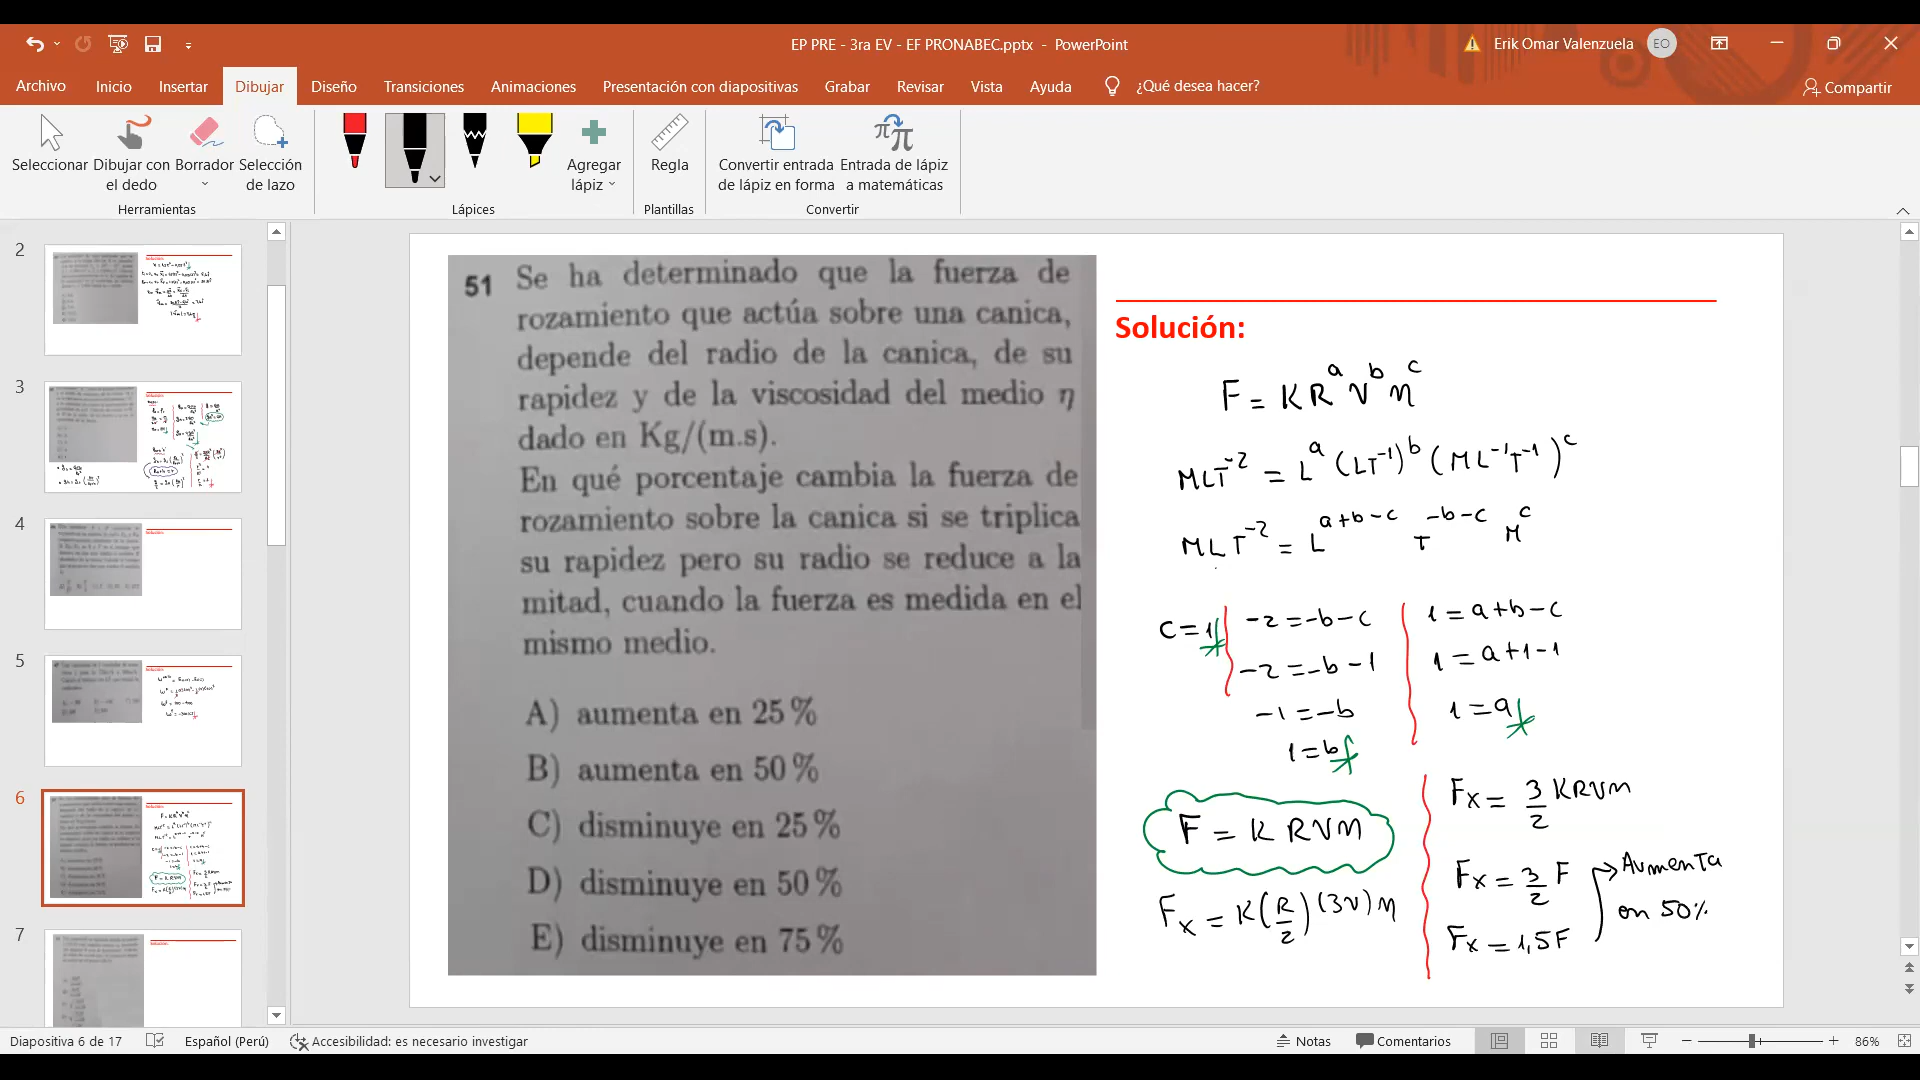 EP PRE - 3ra EV - EF PRONABEC.pptx - PowerPoint
Erik Omar Valenzuela
EO
Archivo Inicio Insertar Dibujar Diseño Transiciones Animaciones Presentación con diapositivas Grabar Revisar Vista Ayuda ¿Qué desea hacer? Compartir
Seleccionar Dibujar con el dedo Borrador Selección de lazo
Agregar lápiz
Regla
Convertir entrada de lápiz en forma Entrada de lápiz a matemáticas
Herramientas Lápices Plantillas Convertir
2
3
4
5
6
7
51 Se ha determinado que la fuerza de
rozamiento que actúa sobre una canica,
depende del radio de la canica, de su
rapidez y de la viscosidad del medio η
dado en Kg/(m.s).
En qué porcentaje cambia la fuerza de
rozamiento sobre la canica si se triplica
su rapidez pero su radio se reduce a la
mitad, cuando la fuerza es medida en el
mismo medio.
A) aumenta en 25 %
B) aumenta en 50 %
C) disminuye en 25 %
D) disminuye en 50 %
E) disminuye en 75 %
Solución:
F = K R^a V^b η^c
MLT^-2 = L^a (LT^-1)^b (ML^-1T^-1)^c
MLT^-2 = L^a+b-c T^-b-c M^c
c = 1
-2 = -b-c
-2 = -b-1
-1 = -b
1 = b
1 = a+b-c
1 = a+1-1
1 = a
F = K R V η
Fx = K(R/2)(3V)η
Fx = 3/2 KRVη
Fx = 3/2 F
Fx = 1,5F
Aumenta
en 50%
Diapositiva 6 de 17 Español (Perú) Accesibilidad: es necesario investigar Notas Comentarios 86%